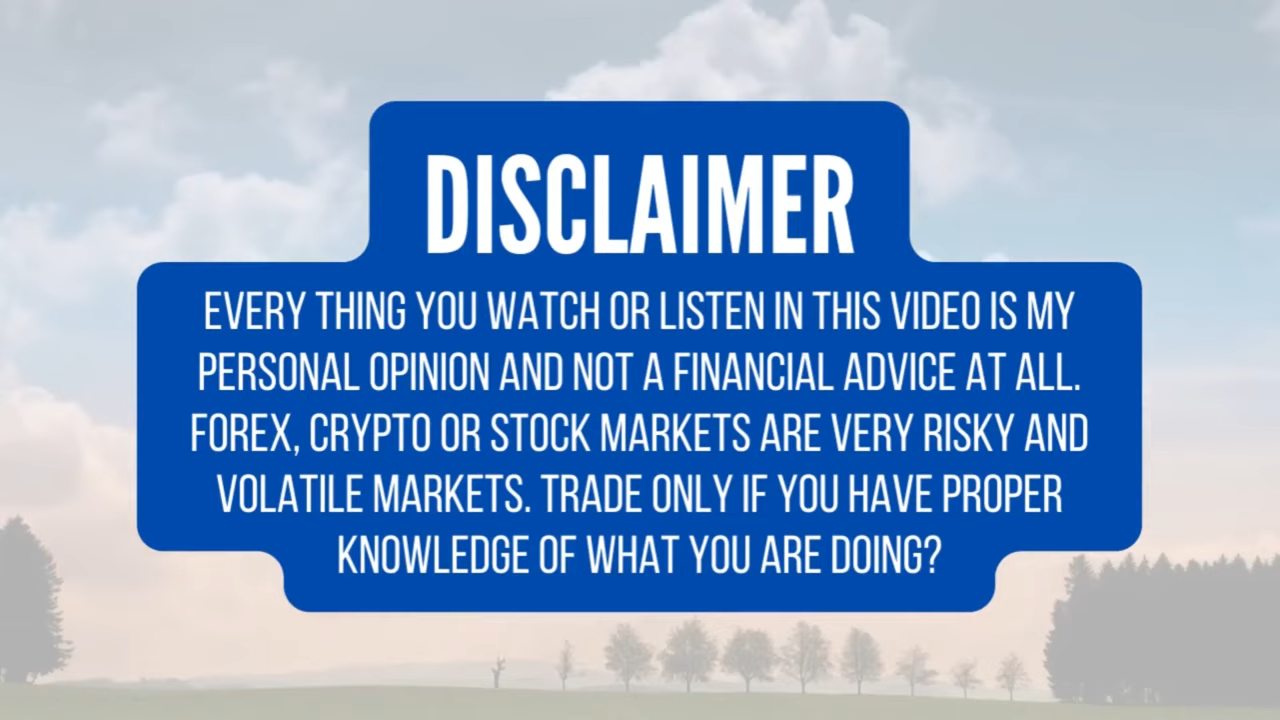 DISCLAIMER
EVERY THING YOU WATCH OR LISTEN IN THIS VIDEO IS MY
PERSONAL OPINION AND NOT A FINANCIAL ADVICE AT ALL.
FOREX, CRYPTO OR STOCK MARKETS ARE VERY RISKY AND
VOLATILE MARKETS. TRADE ONLY IF YOU HAVE PROPER
KNOWLEDGE OF WHAT YOU ARE DOING?